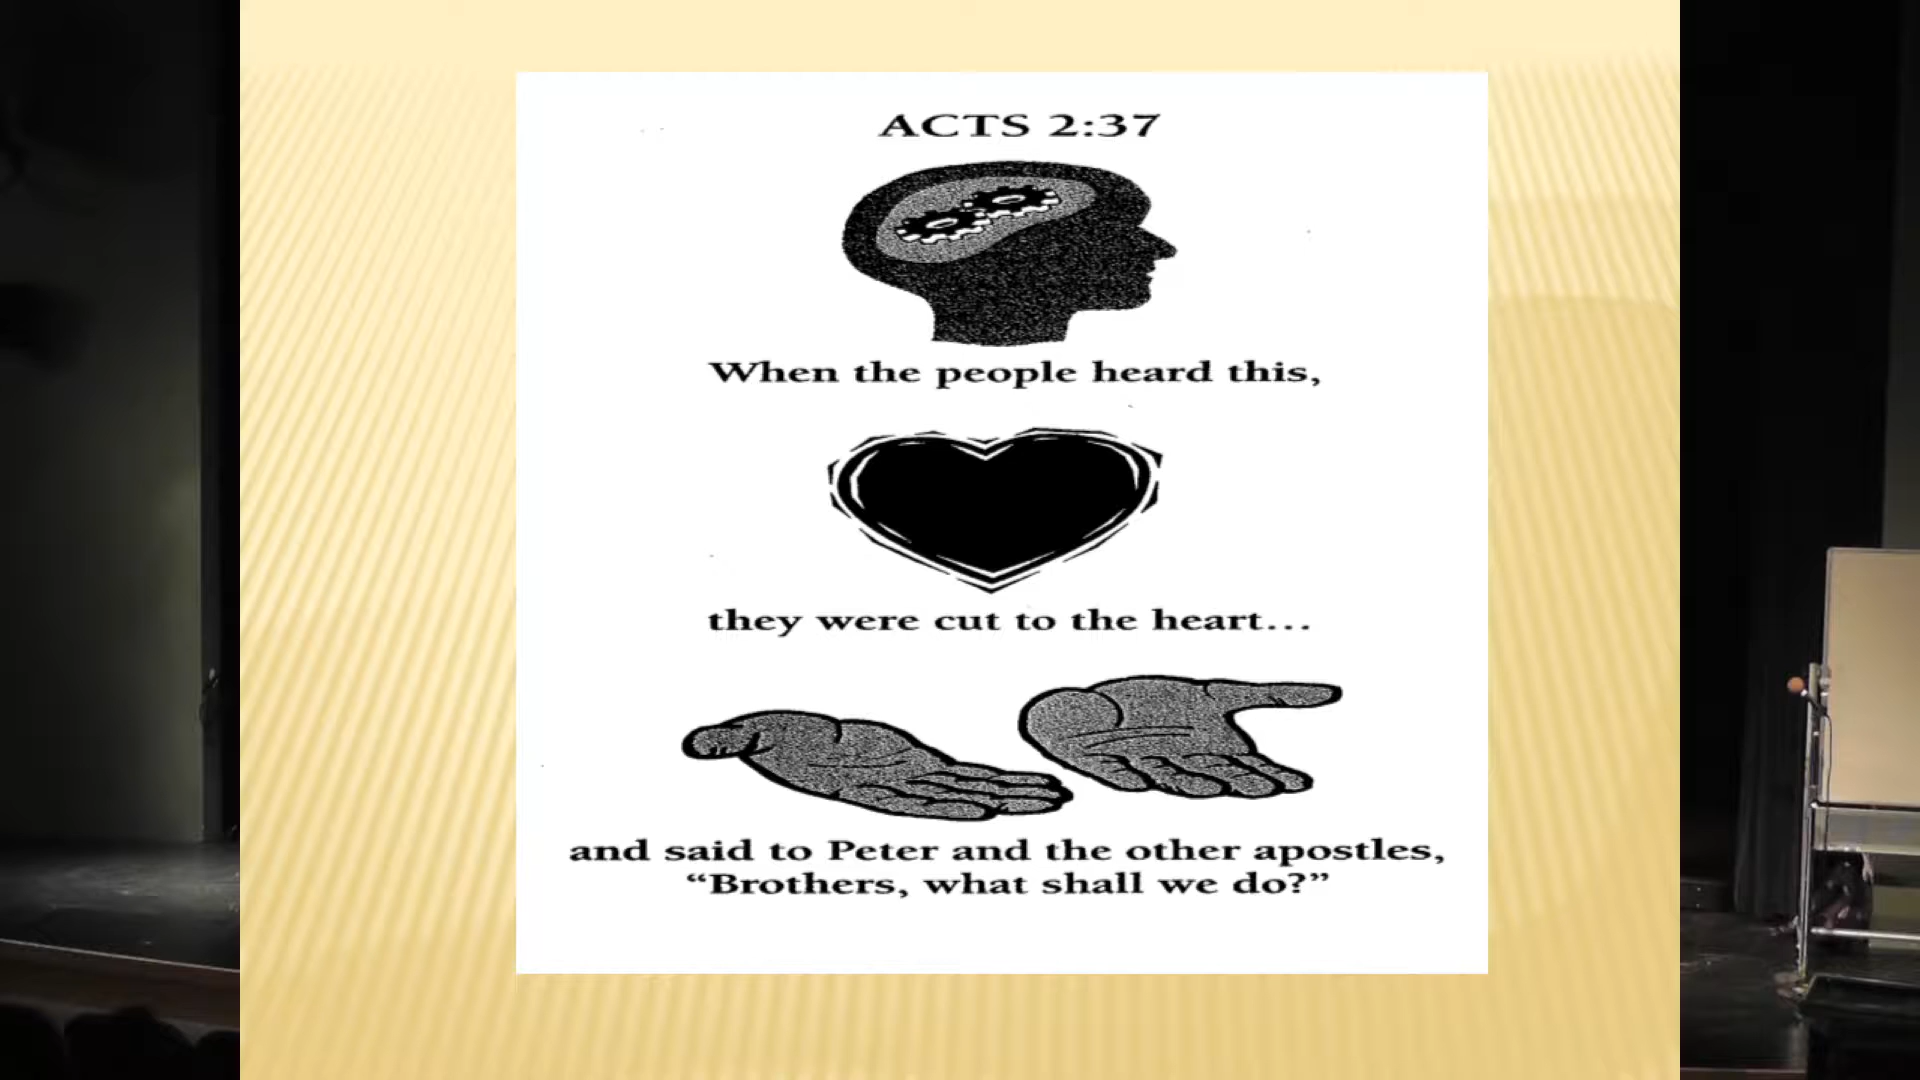 ACTS 2:37
When the people heard this,
they were cut to the heart...
and said to Peter and the other apostles,
“Brothers, what shall we do?”